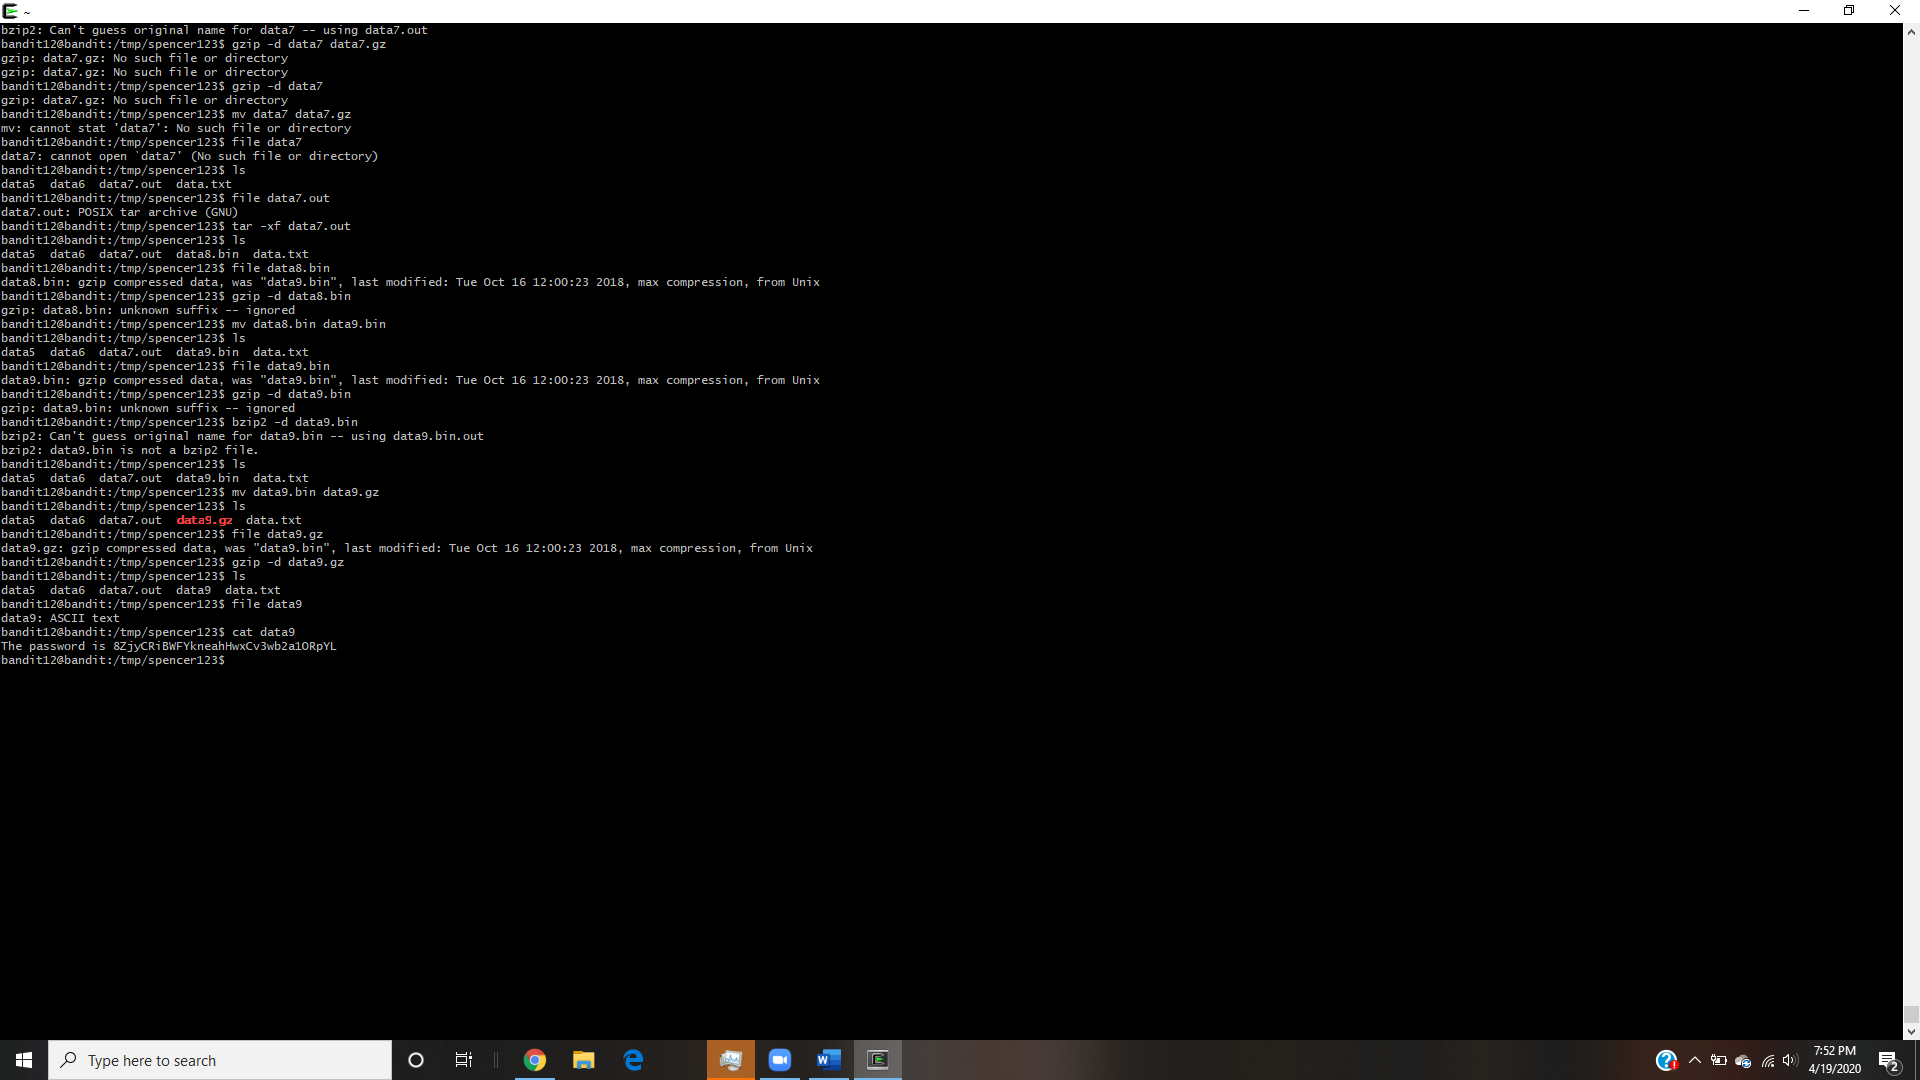 ~
bzip2: Can't guess original name for data7 -- using data7.out
bandit12@bandit:/tmp/spencer123$ gzip -d data7 data7.gz
gzip: data7.gz: No such file or directory
gzip: data7.gz: No such file or directory
bandit12@bandit:/tmp/spencer123$ gzip -d data7
gzip: data7.gz: No such file or directory
bandit12@bandit:/tmp/spencer123$ mv data7 data7.gz
mv: cannot stat 'data7': No such file or directory
bandit12@bandit:/tmp/spencer123$ file data7
data7: cannot open `data7' (No such file or directory)
bandit12@bandit:/tmp/spencer123$ ls
data5  data6  data7.out  data.txt
bandit12@bandit:/tmp/spencer123$ file data7.out
data7.out: POSIX tar archive (GNU)
bandit12@bandit:/tmp/spencer123$ tar -xf data7.out
bandit12@bandit:/tmp/spencer123$ ls
data5  data6  data7.out  data8.bin  data.txt
bandit12@bandit:/tmp/spencer123$ file data8.bin
data8.bin: gzip compressed data, was "data9.bin", last modified: Tue Oct 16 12:00:23 2018, max compression, from Unix
bandit12@bandit:/tmp/spencer123$ gzip -d data8.bin
gzip: data8.bin: unknown suffix -- ignored
bandit12@bandit:/tmp/spencer123$ mv data8.bin data9.bin
bandit12@bandit:/tmp/spencer123$ ls
data5  data6  data7.out  data9.bin  data.txt
bandit12@bandit:/tmp/spencer123$ file data9.bin
data9.bin: gzip compressed data, was "data9.bin", last modified: Tue Oct 16 12:00:23 2018, max compression, from Unix
bandit12@bandit:/tmp/spencer123$ gzip -d data9.bin
gzip: data9.bin: unknown suffix -- ignored
bandit12@bandit:/tmp/spencer123$ bzip2 -d data9.bin
bzip2: Can't guess original name for data9.bin -- using data9.bin.out
bzip2: data9.bin is not a bzip2 file.
bandit12@bandit:/tmp/spencer123$ ls
data5  data6  data7.out  data9.bin  data.txt
bandit12@bandit:/tmp/spencer123$ mv data9.bin data9.gz
bandit12@bandit:/tmp/spencer123$ ls
data5  data6  data7.out  data9.gz  data.txt
bandit12@bandit:/tmp/spencer123$ file data9.gz
data9.gz: gzip compressed data, was "data9.bin", last modified: Tue Oct 16 12:00:23 2018, max compression, from Unix
bandit12@bandit:/tmp/spencer123$ gzip -d data9.gz
bandit12@bandit:/tmp/spencer123$ ls
data5  data6  data7.out  data9  data.txt
bandit12@bandit:/tmp/spencer123$ file data9
data9: ASCII text
bandit12@bandit:/tmp/spencer123$ cat data9
The password is 8ZjyCRiBWFYkneahHwxCv3wb2a1ORpYL
bandit12@bandit:/tmp/spencer123$
Type here to search
7:52 PM
4/19/2020
2